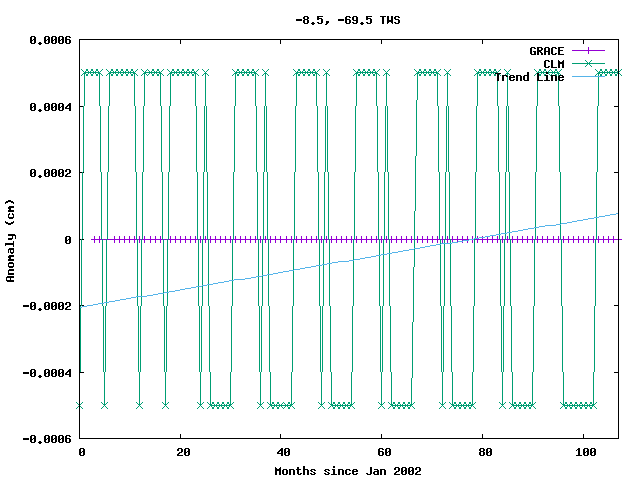 -8.5, -69.5 TWS
0.0006
0.0004
0.0002
0
-0.0002
-0.0004
-0.0006
Anomaly (cm)
GRACE
CLM
Trend Line
0 20 40 60 80 100
Months since Jan 2002